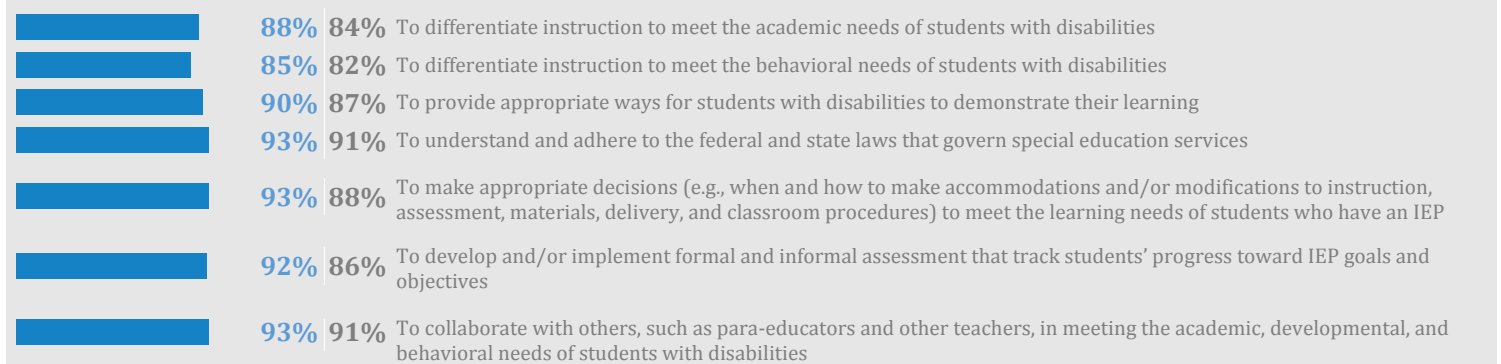 88% 84% To differentiate instruction to meet the academic needs of students with disabilities
85% 82% To differentiate instruction to meet the behavioral needs of students with disabilities
90% 87% To provide appropriate ways for students with disabilities to demonstrate their learning
93% 91% To understand and adhere to the federal and state laws that govern special education services
93% 88% To make appropriate decisions (e.g., when and how to make accommodations and/or modifications to instruction,
assessment, materials, delivery, and classroom procedures) to meet the learning needs of students who have an IEP
92% 86% To develop and/or implement formal and informal assessment that track students’ progress toward IEP goals and
objectives
93% 91% To collaborate with others, such as para-educators and other teachers, in meeting the academic, developmental, and
behavioral needs of students with disabilities